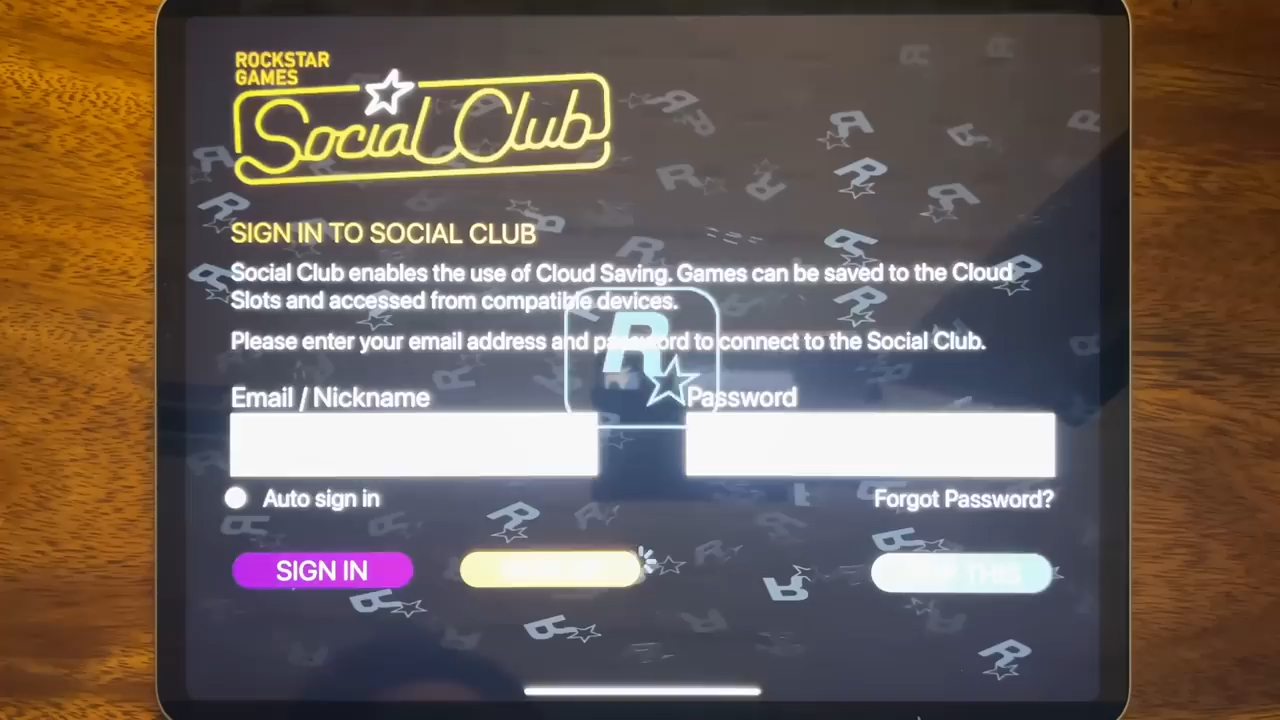 ROCKSTAR
GAMES
Social Club
SIGN IN TO SOCIAL CLUB
Social Club enables the use of Cloud Saving. Games can be saved to the Cloud
Slots and accessed from compatible devices.
Please enter your email address and password to connect to the Social Club.
Email / Nickname
Password
Auto sign in
Forgot Password?
SIGN IN